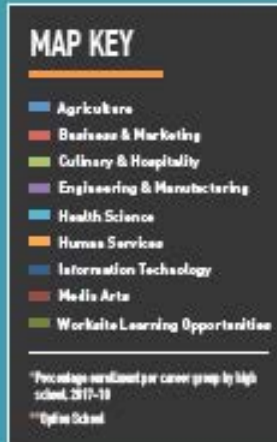 MAP KEY
Agriculture
Business & Marketing
Culinary & Hospitality
Engineering & Manufacturing
Health Science
Human Services
Information Technology
Media Arts
Worksite Learning Opportunities
*Percentage enrollment per career group by high
school, 2017-18
**Option School